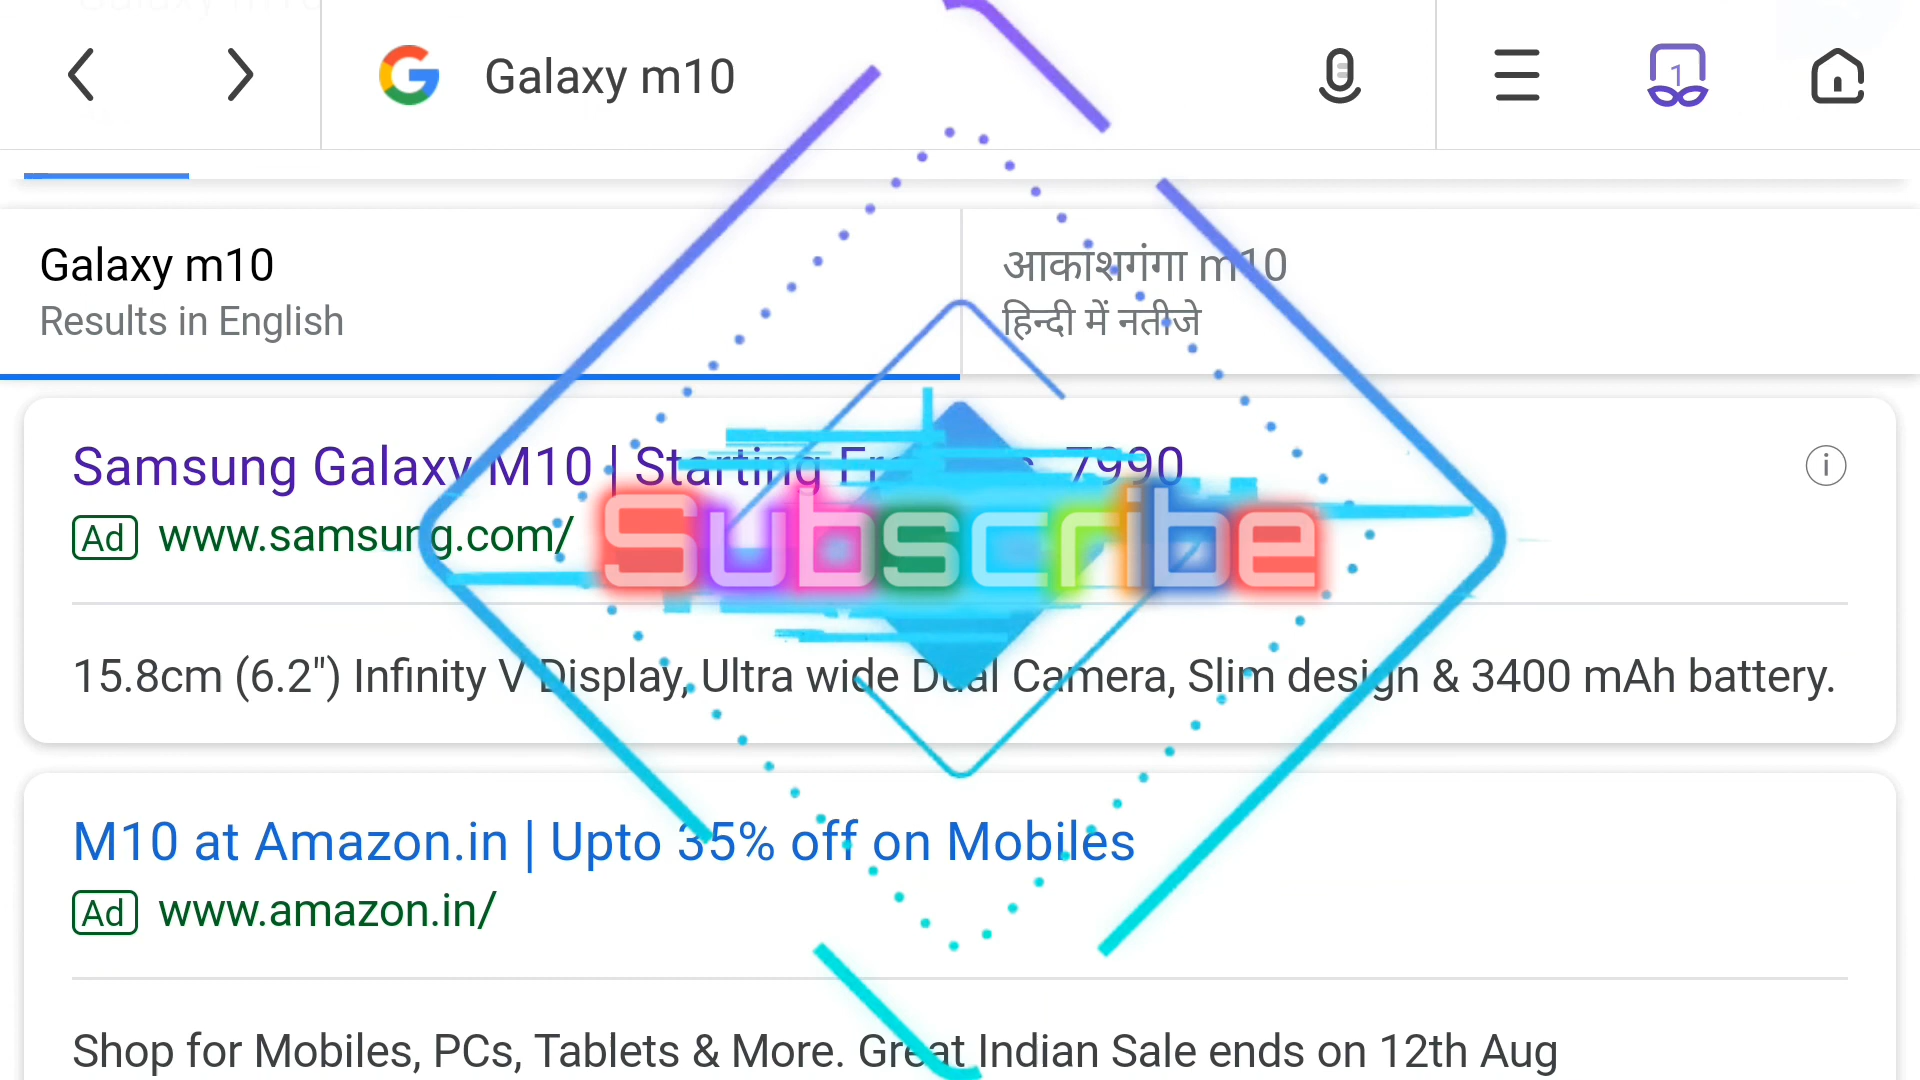 Galaxy m10
1
Galaxy m10
Results in English
आकाशगंगा m10
हिन्दी में नतीजे
Samsung Galaxy M10 | Starting 7990
Ad www.samsung.com/
Subscribe
15.8cm (6.2") Infinity V Display, Ultra wide Dual Camera, Slim design & 3400 mAh battery.
M10 at Amazon.in | Upto 35% off on Mobiles
Ad www.amazon.in/
Shop for Mobiles, PCs, Tablets & More. Great Indian Sale ends on 12th Aug